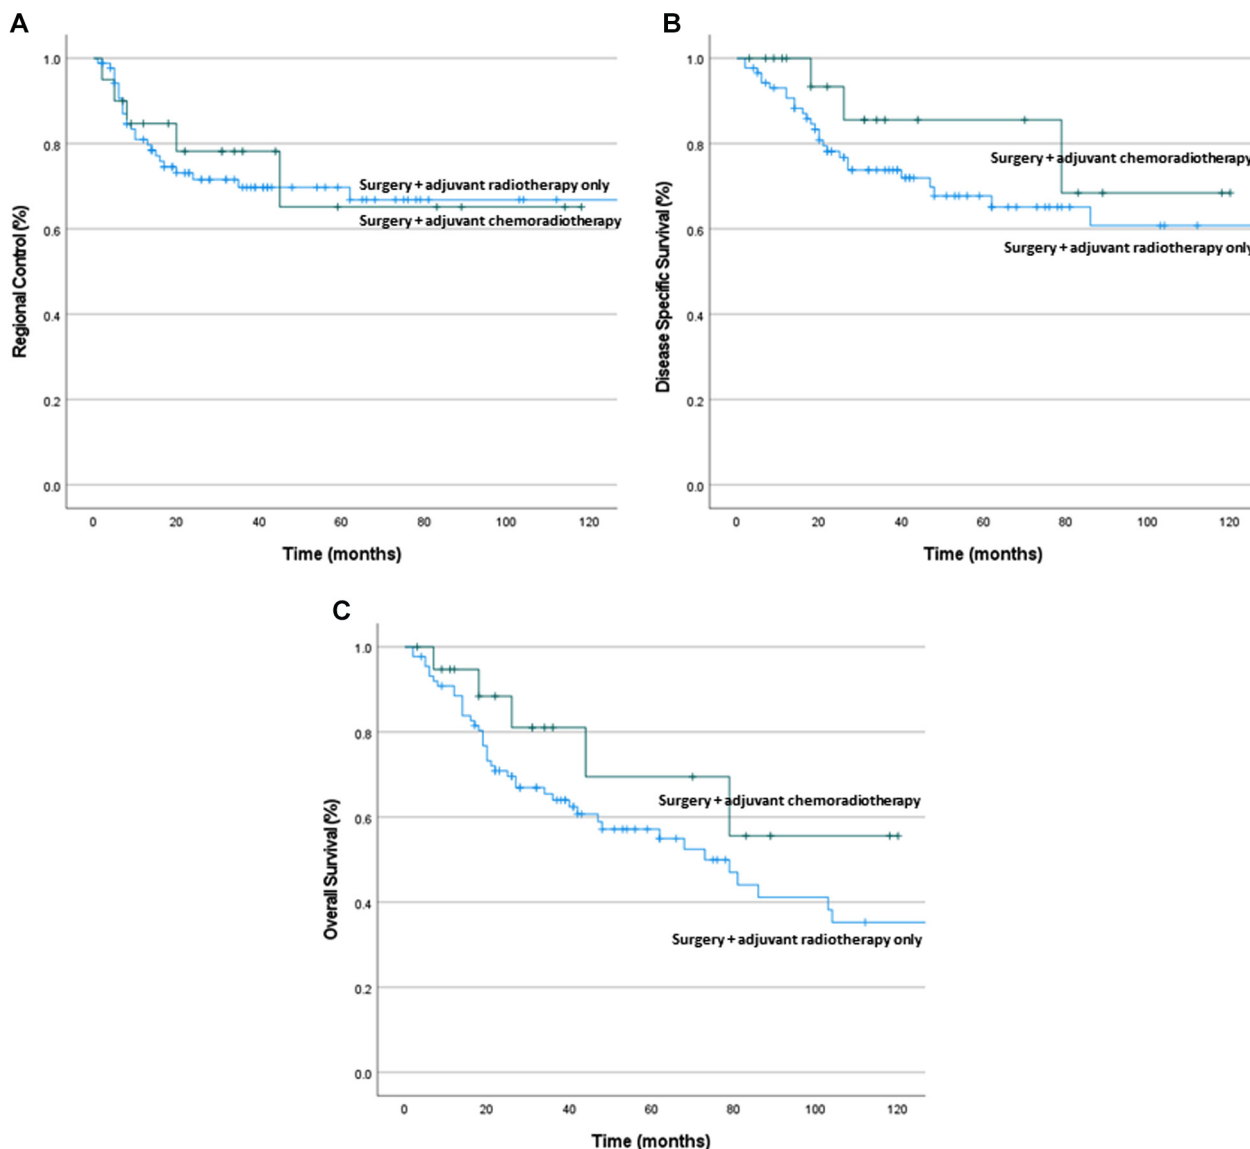 A
Regional Control (%)
1.0
0.8
0.6
0.4
0.2
0.0
Surgery + adjuvant radiotherapy only
Surgery + adjuvant chemoradiotherapy
0 20 40 60 80 100 120
Time (months)
B
Disease Specific Survival (%)
1.0
0.8
0.6
0.4
0.2
0.0
Surgery + adjuvant chemoradiotherapy
Surgery + adjuvant radiotherapy only
0 20 40 60 80 100 120
Time (months)
C
Overall Survival (%)
1.0
0.8
0.6
0.4
0.2
0.0
Surgery + adjuvant chemoradiotherapy
Surgery + adjuvant radiotherapy only
0 20 40 60 80 100 120
Time (months)